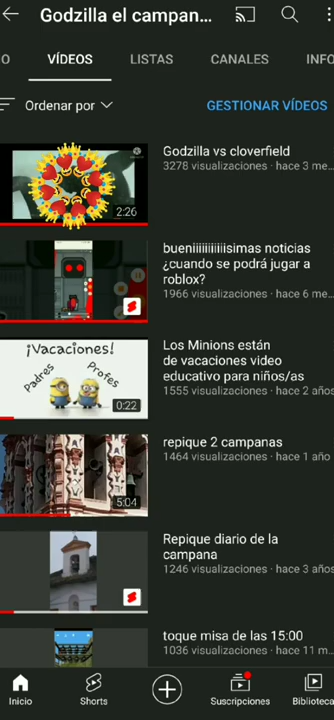 Godzilla el campan...
O
VÍDEOS
LISTAS
CANALES
INFO
Ordenar por
GESTIONAR VÍDEOS
Godzilla vs cloverfield
3278 visualizaciones · hace 3 me...
2:26
bueniiiiiiiiiiisimas noticias
¿cuando se podrá jugar a
roblox?
1966 visualizaciones · hace 6 me...
¡Vacaciones!
Padres
Profes
0:22
Los Minions están
de vacaciones video
educativo para niños/as
1555 visualizaciones · hace 2 años
repique 2 campanas
1464 visualizaciones · hace 1 año
5:04
Repique diario de la
campana
1246 visualizaciones · hace 3 años
toque misa de las 15:00
1036 visualizaciones · hace 11 m...
Inicio
Shorts
Suscripciones
Biblioteca